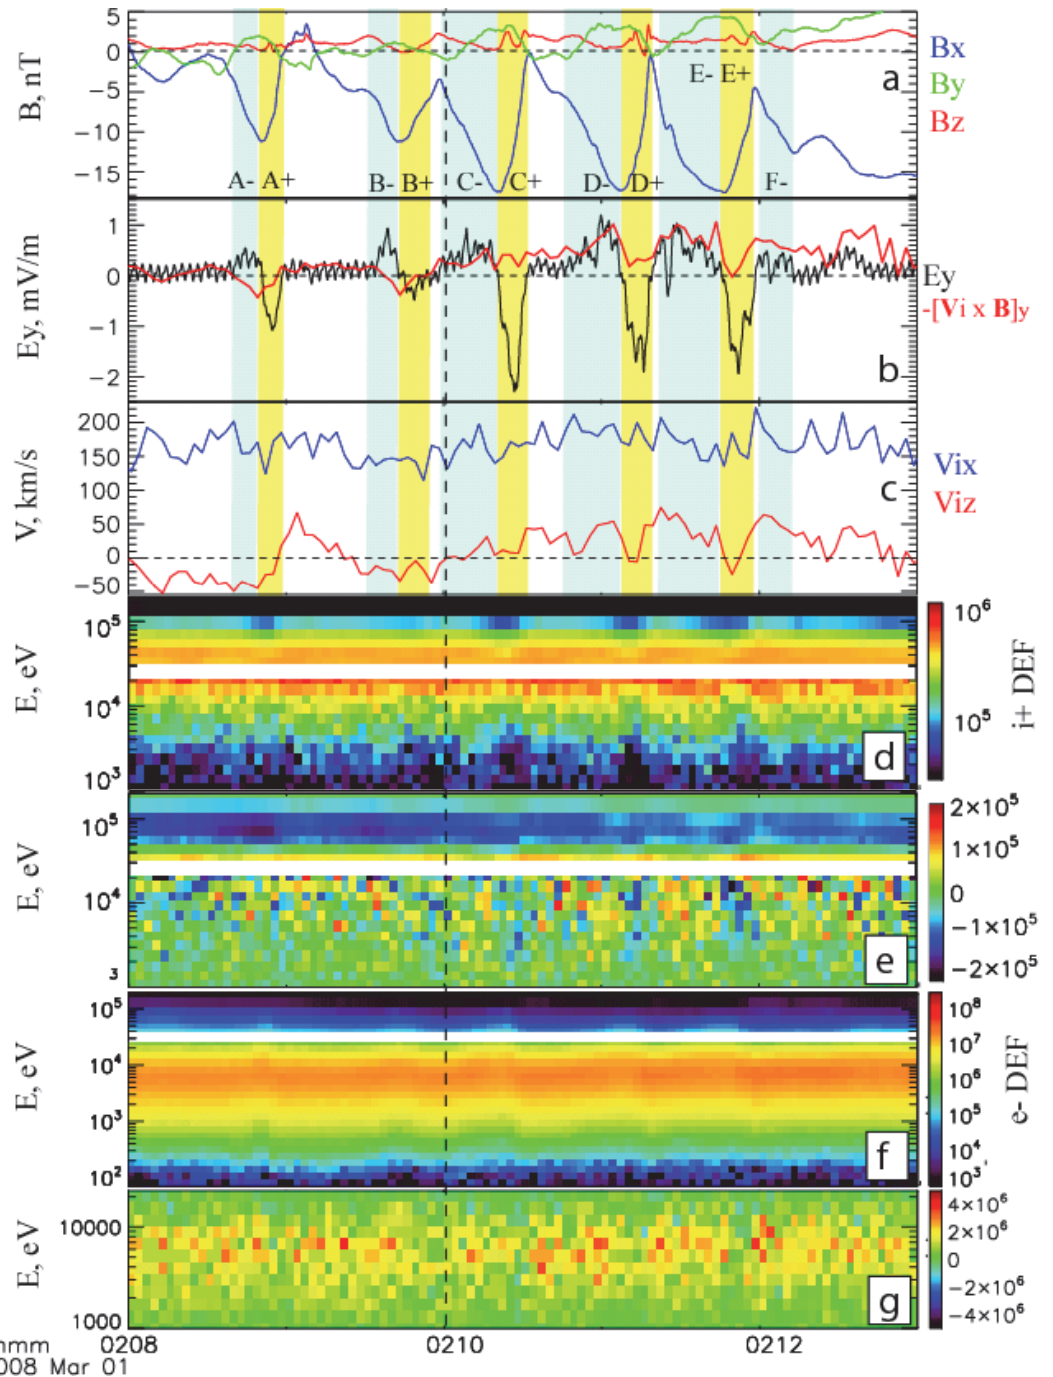 5
0
−5
−10
−15
B, nT
A- A+ B- B+ C- C+ D- D+ E- E+ F-
a
Bx
By
Bz
1
0
−1
−2
Ey, mV/m
b
Ey
-[Vi x B]y
200
150
100
50
0
−50
V, km/s
c
Vix
Viz
10⁵
10⁴
10³
E, eV
d
10⁶
10⁵
i+ DEF
10⁵
10⁴
3
E, eV
e
2×10⁵
1×10⁵
0
−1×10⁵
−2×10⁵
10⁵
10⁴
10³
10²
E, eV
f
10⁸
10⁷
10⁶
10⁵
10⁴
10³
e- DEF
10000
1000
E, eV
g
4×10⁶
2×10⁶
0
−2×10⁶
−4×10⁶
0208 0210 0212
Mar 01